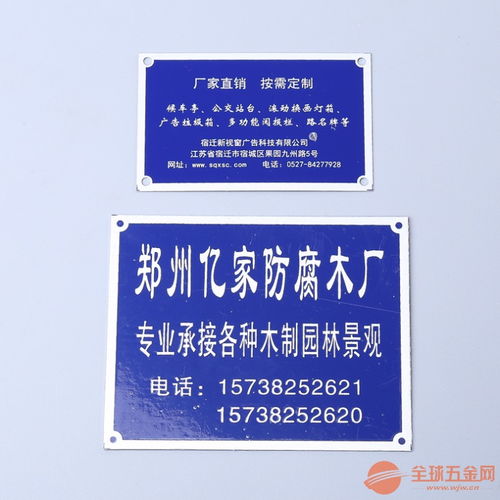 厂家直销 按需定制
候车亭、公交站台、滚动换画灯箱、
广告垃圾箱、多功能阅报栏、路名牌等
宿迁新视窗广告科技有限公司
江苏省宿迁市宿城区果园九州路5号
网址：www.sqxsc.com 电话：0527-84277928
郑州亿家防腐木厂
专业承接各种木制园林景观
电话：15738252621
15738252620
全球五金网
www.wjw.cn